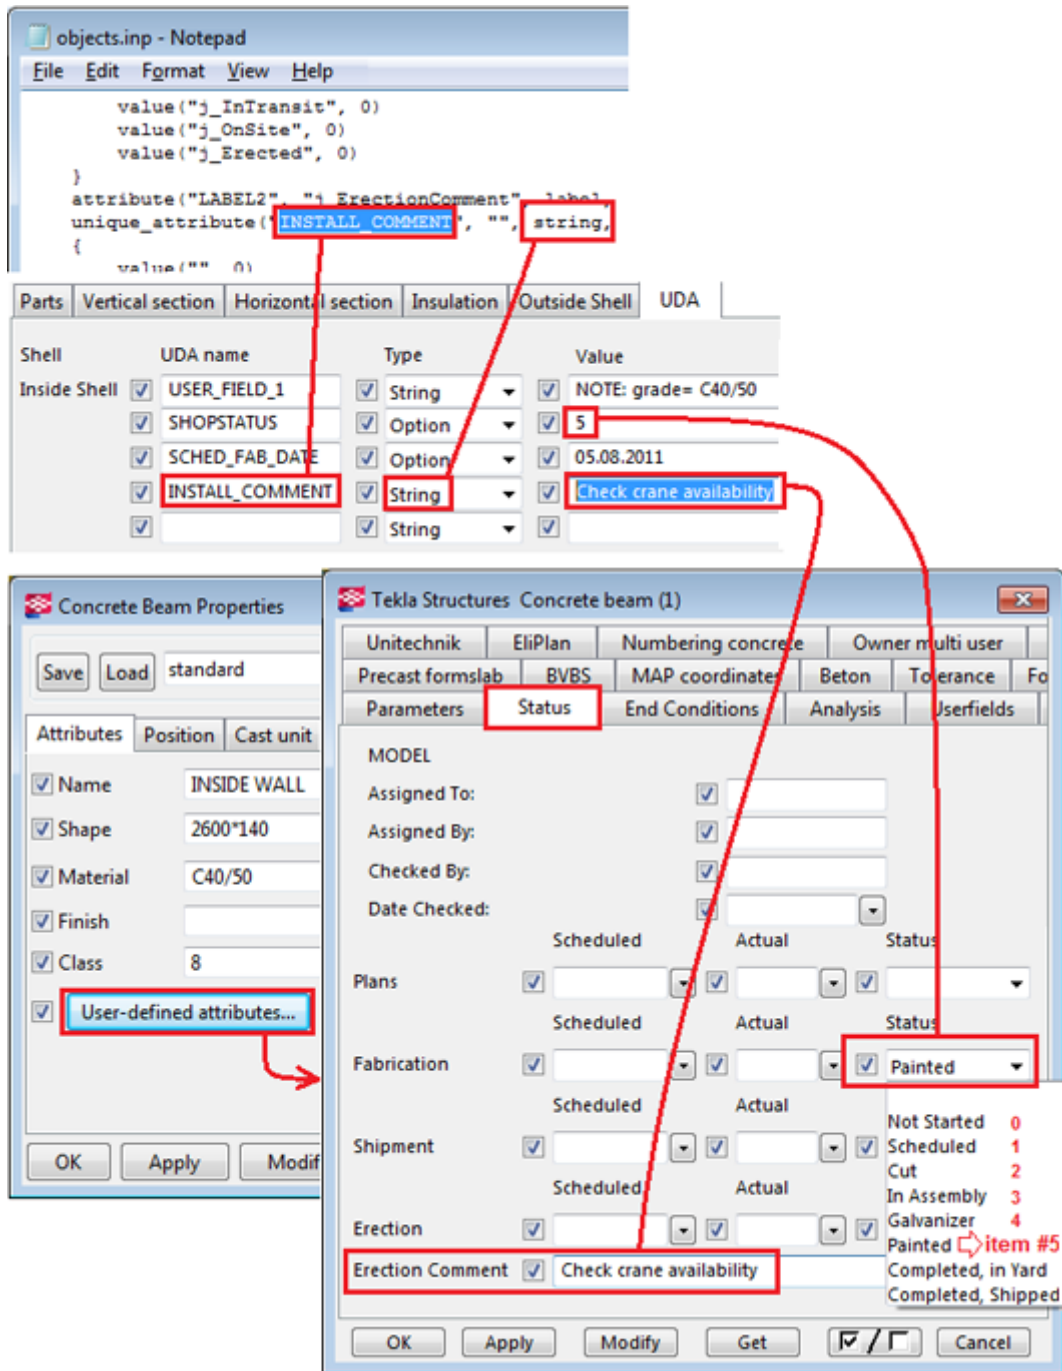 objects.inp - Notepad
File Edit Format View Help
value("j_InTransit", 0)
value("j_OnSite", 0)
value("j_Erected", 0)
}
attribute("LABEL2", "j_ErectionComment", label,
unique_attribute("INSTALL_COMMENT", "", string,
{
value("", 0)
Parts Vertical section Horizontal section Insulation Outside Shell UDA
Shell UDA name Type Value
Inside Shell USER_FIELD_1 String NOTE: grade= C40/50
SHOPSTATUS Option 5
SCHED_FAB_DATE Option 05.08.2011
INSTALL_COMMENT String Check crane availability
String
Concrete Beam Properties
Save Load standard
Attributes Position Cast unit
Name INSIDE WALL
Shape 2600*140
Material C40/50
Finish
Class 8
User-defined attributes...
OK Apply Modif
Tekla Structures Concrete beam (1)
Unitechnik EliPlan Numbering concrete Owner multi user
Precast formslab BVBS MAP coordinates Beton Tolerance Fo
Parameters Status End Conditions Analysis Userfields
MODEL
Assigned To:
Assigned By:
Checked By:
Date Checked:
Scheduled Actual Status
Plans
Scheduled Actual Status
Fabrication Painted
Scheduled Actual
Shipment
Scheduled Actual
Erection
Erection Comment Check crane availability
Not Started 0
Scheduled 1
Cut 2
In Assembly 3
Galvanizer 4
Painted item #5
Completed, in Yard
Completed, Shipped
OK Apply Modify Get / Cancel